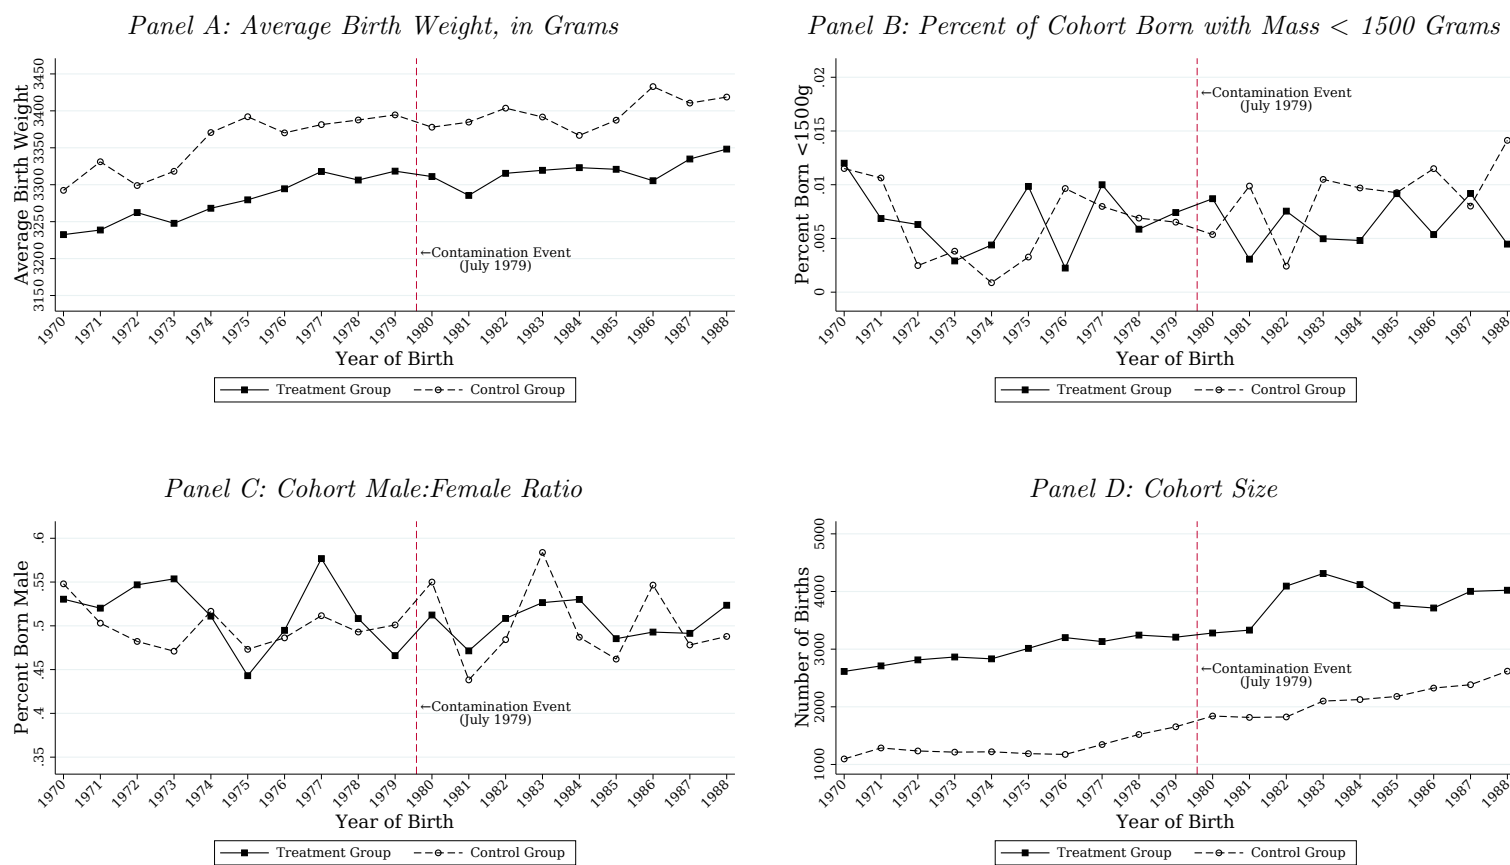 Panel A: Average Birth Weight, in Grams
Average Birth Weight
3150 3200 3250 3300 3350 3400 3450
←Contamination Event
(July 1979)
1970 1971 1972 1973 1974 1975 1976 1977 1978 1979 1980 1981 1982 1983 1984 1985 1986 1987 1988
Year of Birth
Treatment Group Control Group
Panel B: Percent of Cohort Born with Mass < 1500 Grams
Percent Born <1500g
0 .005 .01 .015 .02
←Contamination Event
(July 1979)
1970 1971 1972 1973 1974 1975 1976 1977 1978 1979 1980 1981 1982 1983 1984 1985 1986 1987 1988
Year of Birth
Treatment Group Control Group
Panel C: Cohort Male:Female Ratio
Percent Born Male
.35 .4 .45 .5 .55 .6
←Contamination Event
(July 1979)
1970 1971 1972 1973 1974 1975 1976 1977 1978 1979 1980 1981 1982 1983 1984 1985 1986 1987 1988
Year of Birth
Treatment Group Control Group
Panel D: Cohort Size
Number of Births
1000 2000 3000 4000 5000
←Contamination Event
(July 1979)
1970 1971 1972 1973 1974 1975 1976 1977 1978 1979 1980 1981 1982 1983 1984 1985 1986 1987 1988
Year of Birth
Treatment Group Control Group